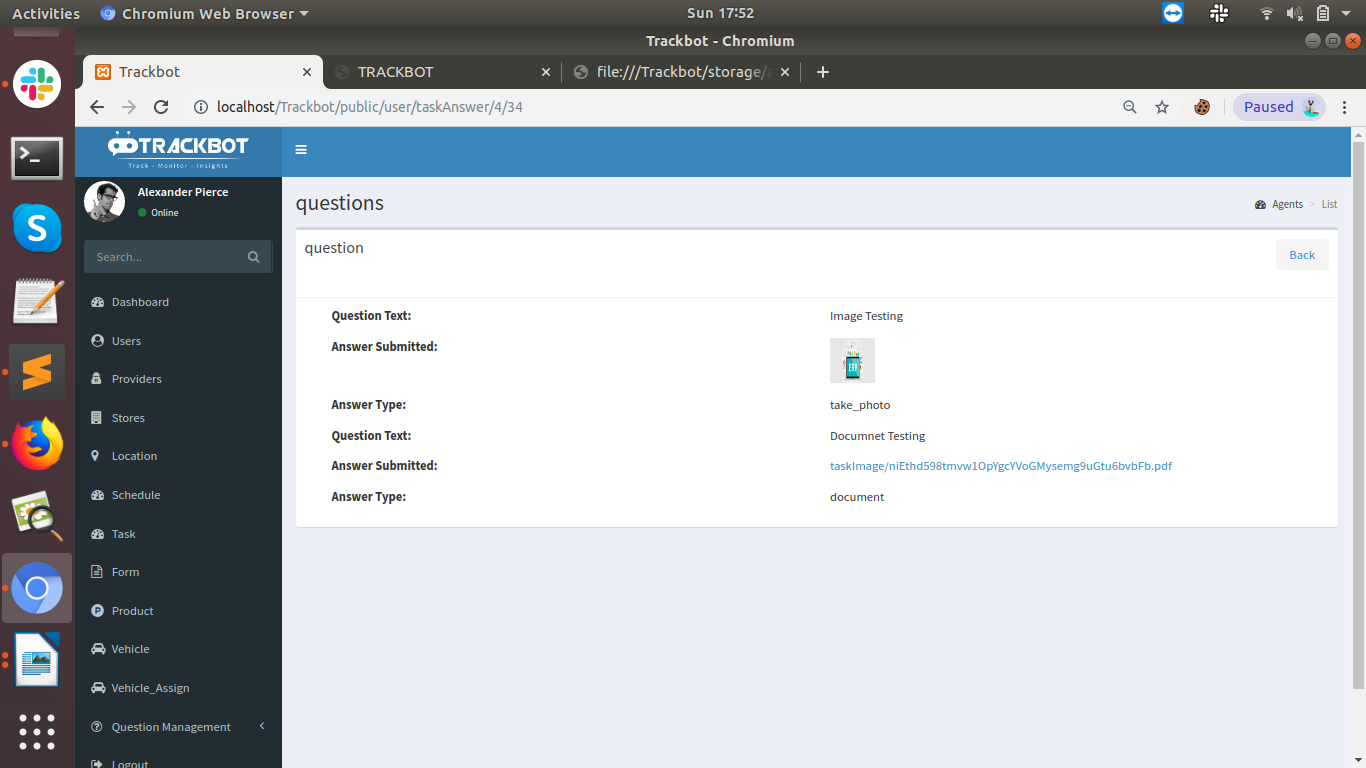 Activities
Chromium Web Browser
Sun 17:52
Trackbot - Chromium
Trackbot
TRACKBOT
file:///Trackbot/storage/
localhost/Trackbot/public/user/taskAnswer/4/34
Paused
TRACKBOT
Track - Monitor - Insights
Alexander Pierce
Online
Search...
Dashboard
Users
Providers
Stores
Location
Schedule
Task
Form
Product
Vehicle
Vehicle_Assign
Question Management
Logout
questions
Agents > List
question
Back
Question Text: Image Testing
Answer Submitted:
ERP
Answer Type: take_photo
Question Text: Documnet Testing
Answer Submitted: taskImage/niEthd598tmvw1OpYgcYVoGMysemg9uGtu6bvbFb.pdf
Answer Type: document